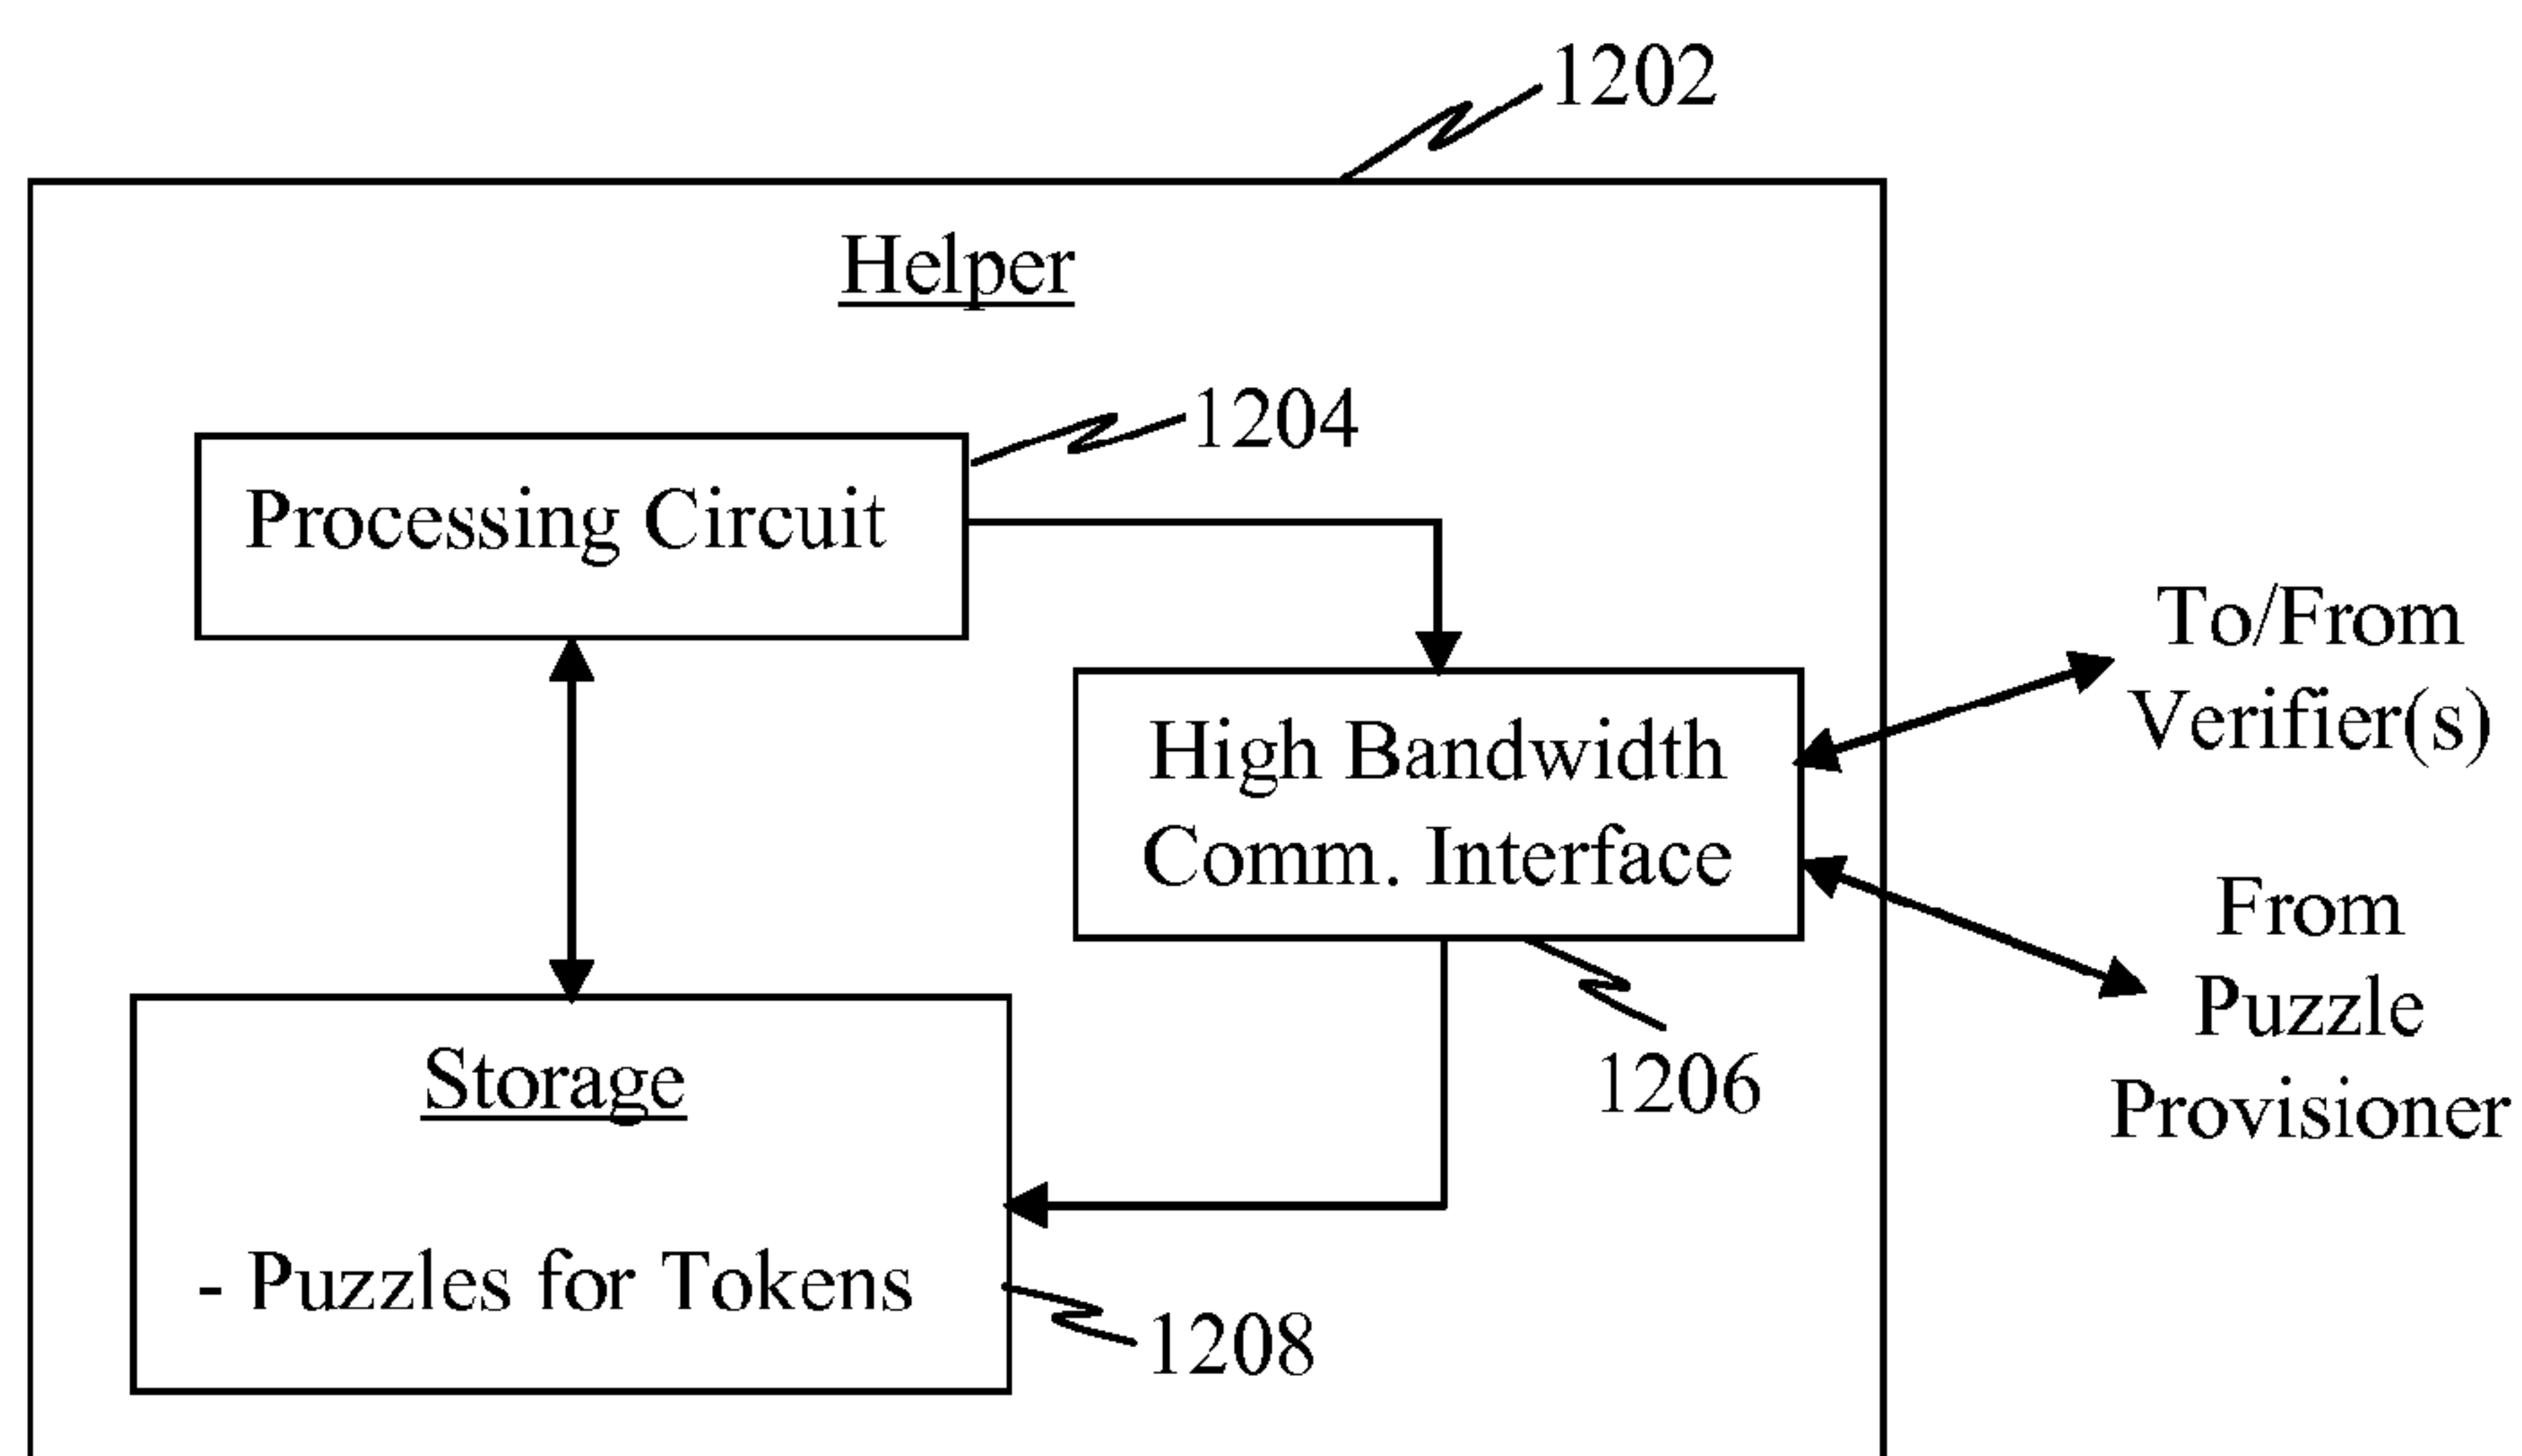 1202
Helper
1204
Processing Circuit
To/From
Verifier(s)
High Bandwidth
Comm. Interface
From
Puzzle
Provisioner
1206
Storage
- Puzzles for Tokens
1208